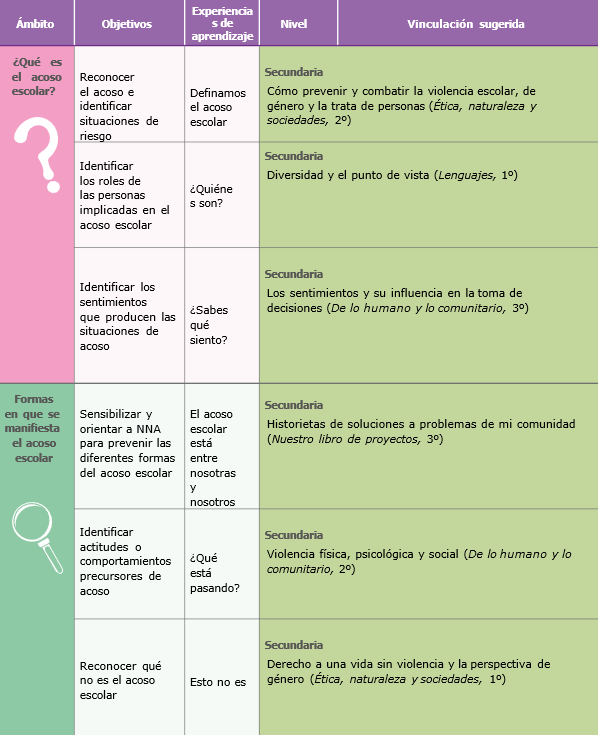 Ámbito
Objetivos
Experiencia
s de
aprendizaje
Nivel
Vinculación sugerida
¿Qué es
el acoso
escolar?
Reconocer
el acoso e
identificar
situaciones de
riesgo
Definamos
el acoso
escolar
Secundaria
Cómo prevenir y combatir la violencia escolar, de
género y la trata de personas (Ética, naturaleza y
sociedades, 2º)
Identificar
los roles de
las personas
implicadas en el
acoso escolar
¿Quiéne
s son?
Secundaria
Diversidad y el punto de vista (Lenguajes, 1º)
Identificar los
sentimientos
que producen las
situaciones de
acoso
¿Sabes
qué
siento?
Secundaria
Los sentimientos y su influencia en la toma de
decisiones (De lo humano y lo comunitario, 3º)
Formas
en que se
manifiesta
el acoso
escolar
Sensibilizar y
orientar a NNA
para prevenir las
diferentes formas
del acoso escolar
El acoso
escolar
está
entre
nosotras
y
nosotros
Secundaria
Historietas de soluciones a problemas de mi comunidad
(Nuestro libro de proyectos, 3º)
Identificar
actitudes o
comportamientos
precursores de
acoso
¿Qué
está
pasando?
Secundaria
Violencia física, psicológica y social (De lo humano y lo
comunitario, 2º)
Reconocer qué
no es el acoso
escolar
Esto no es
Secundaria
Derecho a una vida sin violencia y la perspectiva de
género (Ética, naturaleza y sociedades, 1º)